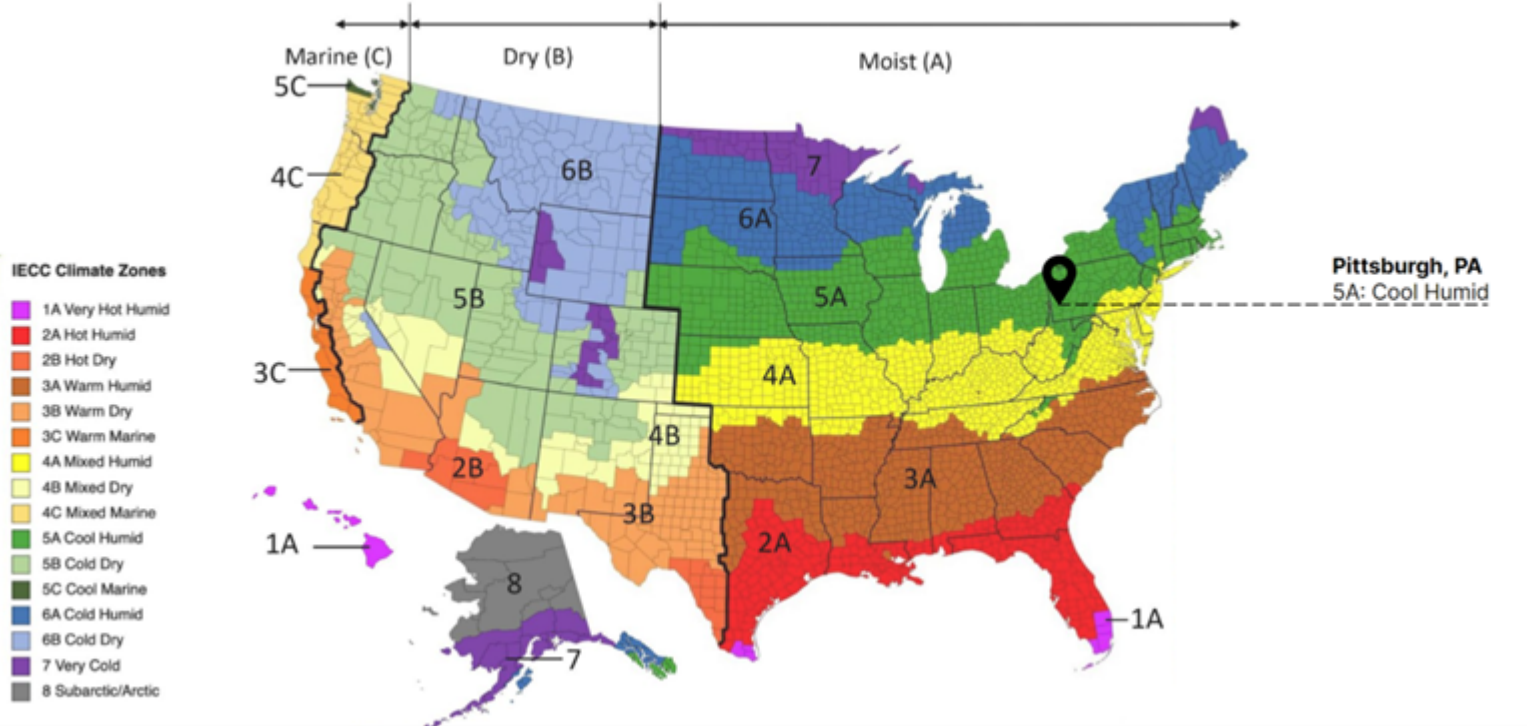 Marine (C)
Dry (B)
Moist (A)
5C
4C
6B
7
6A
5B
5A
3C
4A
4B
2B
3B
3A
2A
1A
8
7
1A
Pittsburgh, PA
5A: Cool Humid
IECC Climate Zones
1A Very Hot Humid
2A Hot Humid
2B Hot Dry
3A Warm Humid
3B Warm Dry
3C Warm Marine
4A Mixed Humid
4B Mixed Dry
4C Mixed Marine
5A Cool Humid
5B Cold Dry
5C Cool Marine
6A Cold Humid
6B Cold Dry
7 Very Cold
8 Subarctic/Arctic